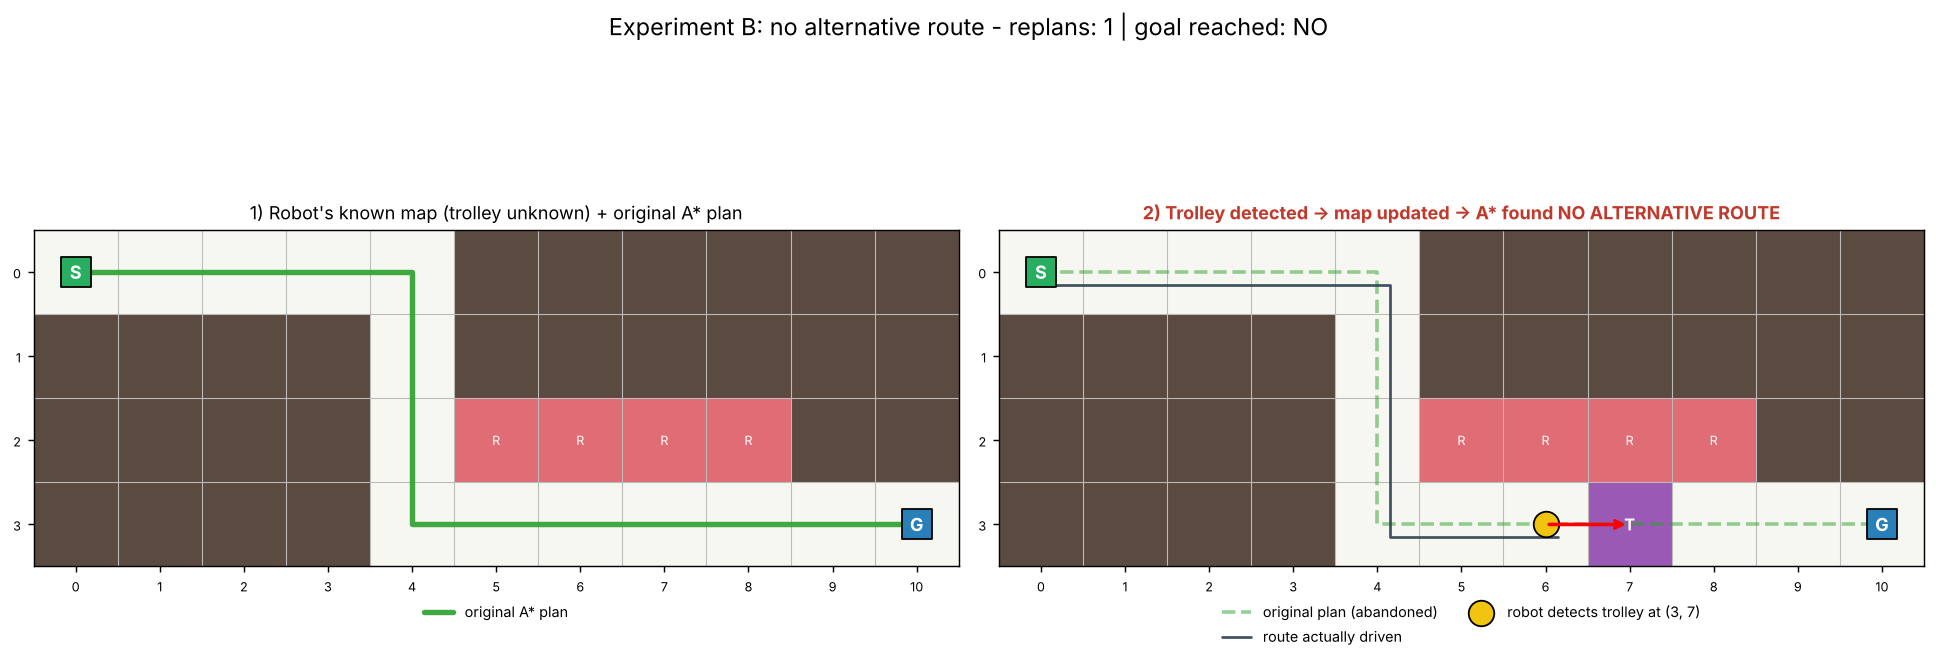 Experiment B: no alternative route - replans: 1 | goal reached: NO
1) Robot's known map (trolley unknown) + original A* plan
S
0
1
R R R R
2
G
3
0 1 2 3 4 5 6 7 8 9 10
original A* plan
2) Trolley detected → map updated → A* found NO ALTERNATIVE ROUTE
S
0
1
R R R R
2
T G
3
0 1 2 3 4 5 6 7 8 9 10
original plan (abandoned)
route actually driven
robot detects trolley at (3, 7)